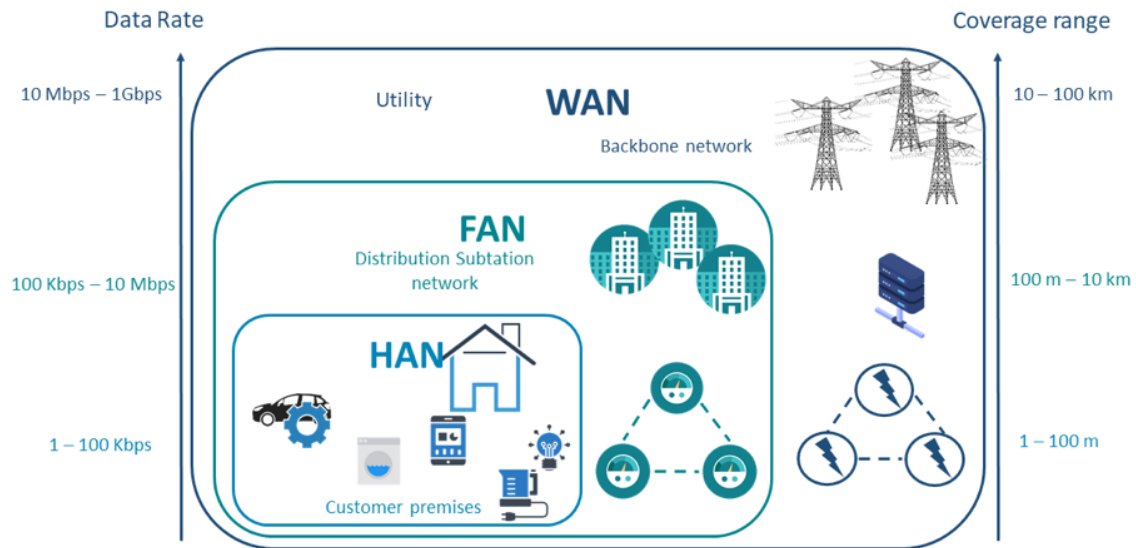 Data Rate
Coverage range
10 Mbps – 1Gbps
Utility
WAN
10 – 100 km
Backbone network
FAN
Distribution Subtation
network
100 Kbps – 10 Mbps
100 m – 10 km
HAN
1 – 100 Kbps
1 – 100 m
Customer premises